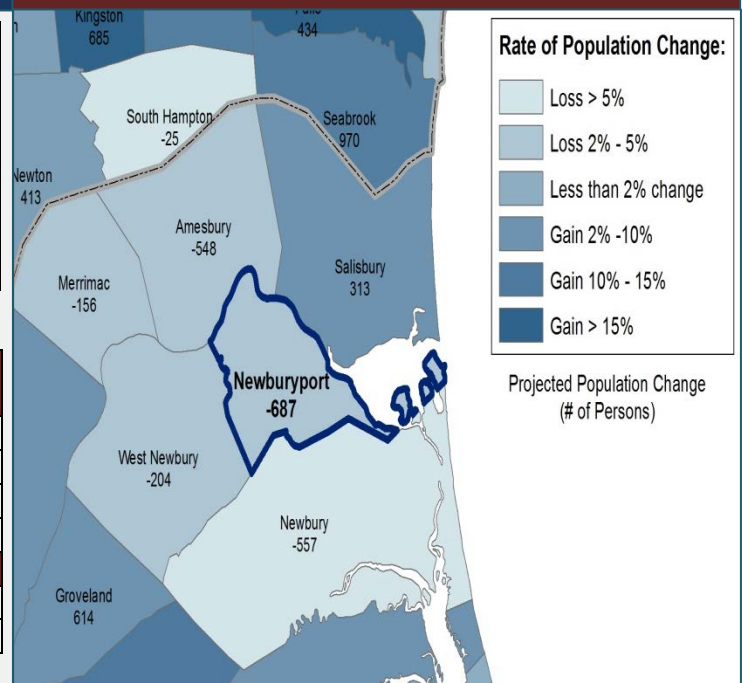 Kingston
685
434
South Hampton
-25
Seabrook
970
Newton
413
Amesbury
-548
Salisbury
313
Merrimac
-156
Newburyport
-687
West Newbury
-204
Newbury
-557
Groveland
614
Rate of Population Change:
Loss > 5%
Loss 2% - 5%
Less than 2% change
Gain 2% -10%
Gain 10% - 15%
Gain > 15%
Projected Population Change
(# of Persons)